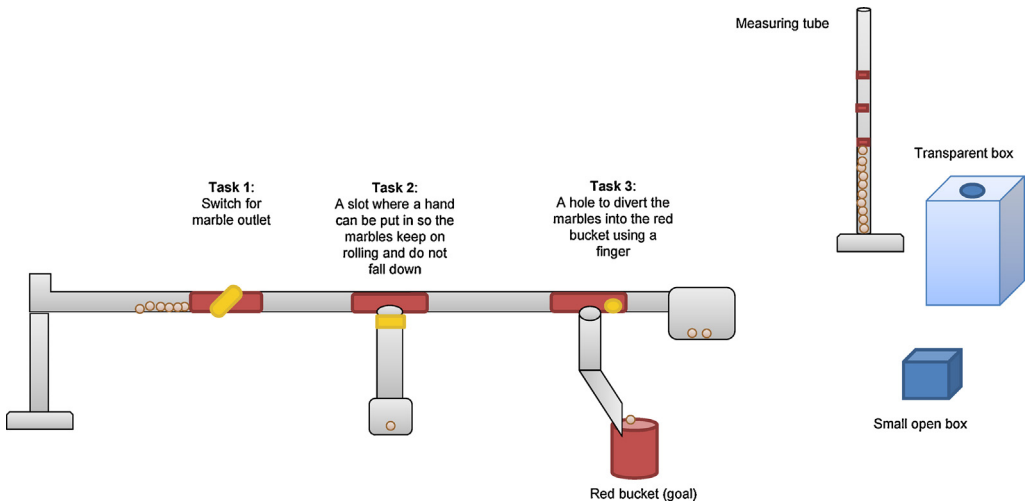 Measuring tube
Transparent box
Task 1:
Switch for
marble outlet
Task 2:
A slot where a hand
can be put in so the
marbles keep on
rolling and do not
fall down
Task 3:
A hole to divert the
marbles into the red
bucket using a
finger
Small open box
Red bucket (goal)